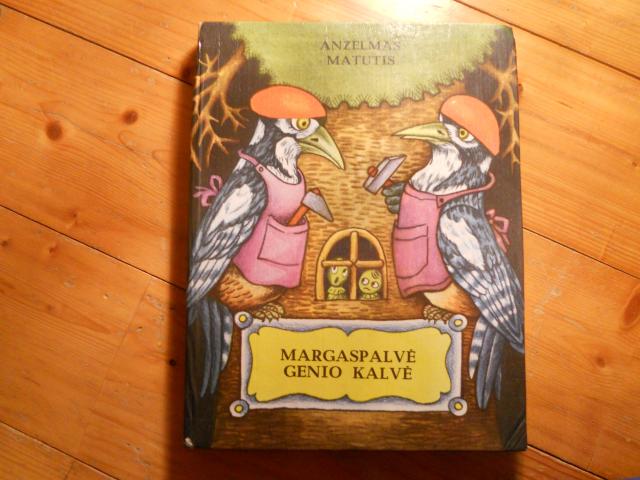 ANZELMAS
MATUTIS
MARGASPALVĖ
GENIO KALVĖ